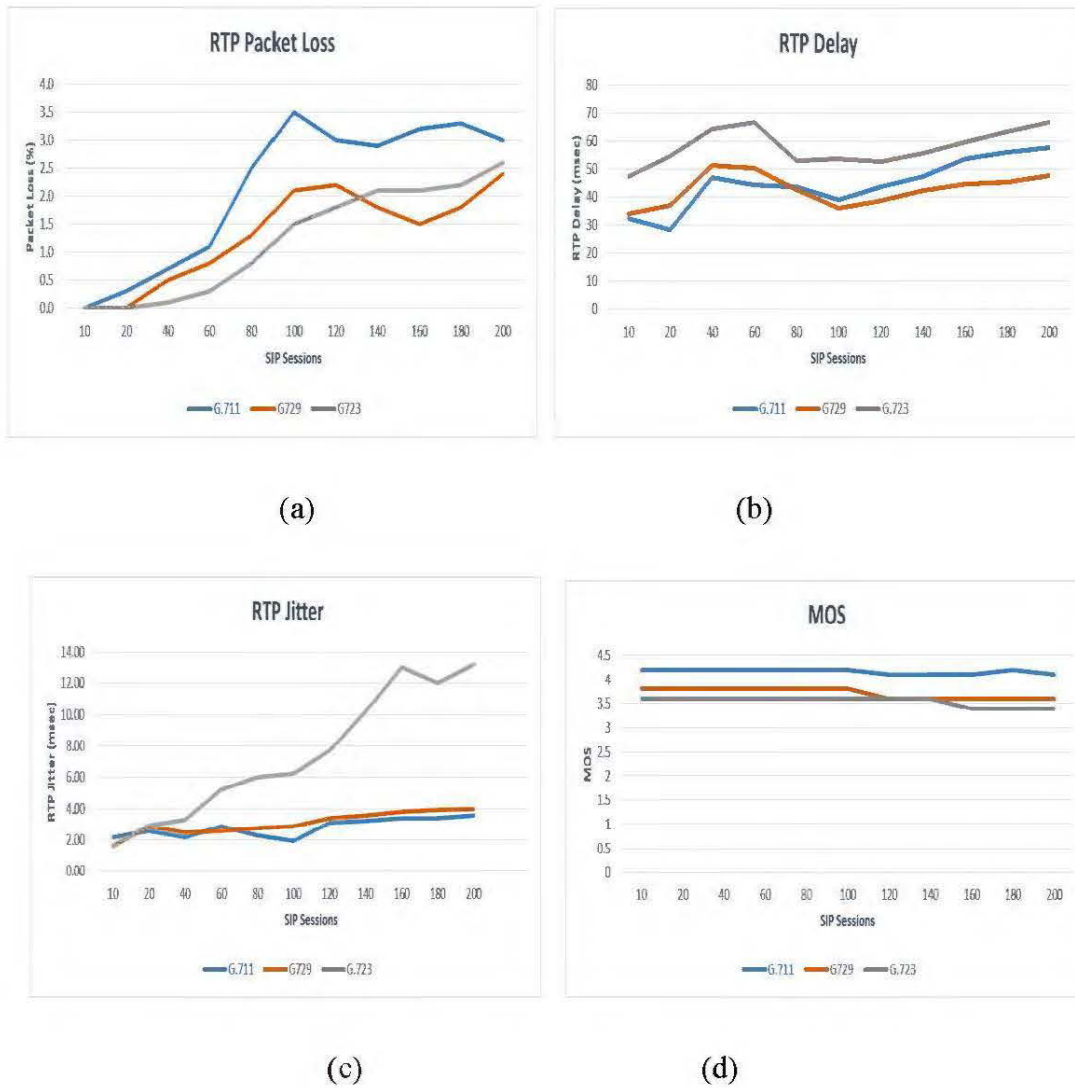 RTP Packet Loss
Packet Loss (%)
4.0
3.5
3.0
2.5
2.0
1.5
1.0
0.5
0.0
10 20 40 60 80 100 120 140 160 180 200
SIP Sessions
G.711 G729 G723
(a)
RTP Delay
RTP Delay (msec)
80
70
60
50
40
30
20
10
0
10 20 40 60 80 100 120 140 160 180 200
SIP Sessions
G.711 G729 G.723
(b)
RTP Jitter
RTP Jitter (msec)
14.00
12.00
10.00
8.00
6.00
4.00
2.00
0.00
10 20 40 60 80 100 120 140 160 180 200
SIP Sessions
G.711 G729 G.723
(c)
MOS
MOS
4.5
4
3.5
3
2.5
2
1.5
1
0.5
0
10 20 40 60 80 100 120 140 160 180 200
SIP Sessions
G.711 G729 G.723
(d)